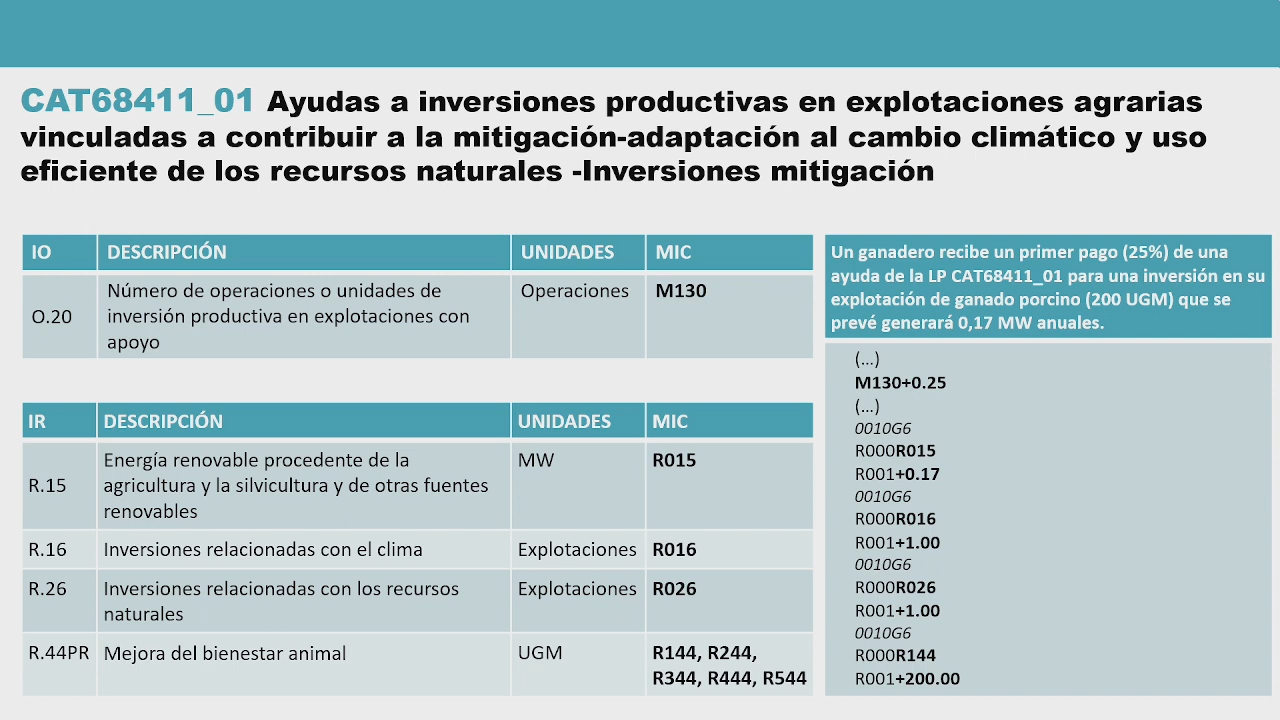 CAT68411_01 Ayudas a inversiones productivas en explotaciones agrarias
vinculadas a contribuir a la mitigación-adaptación al cambio climático y uso
eficiente de los recursos naturales -Inversiones mitigación
IO DESCRIPCIÓN UNIDADES MIC
O.20 Número de operaciones o unidades de Operaciones M130
inversión productiva en explotaciones con
apoyo
IR DESCRIPCIÓN UNIDADES MIC
R.15 Energía renovable procedente de la MW R015
agricultura y la silvicultura y de otras fuentes
renovables
R.16 Inversiones relacionadas con el clima Explotaciones R016
R.26 Inversiones relacionadas con los recursos Explotaciones R026
naturales
R.44PR Mejora del bienestar animal UGM R144, R244,
R344, R444, R544
Un ganadero recibe un primer pago (25%) de una
ayuda de la LP CAT68411_01 para una inversión en su
explotación de ganado porcino (200 UGM) que se
prevé generará 0,17 MW anuales.
(...)
M130+0.25
(...)
0010G6
R000R015
R001+0.17
0010G6
R000R016
R001+1.00
0010G6
R000R026
R001+1.00
0010G6
R000R144
R001+200.00